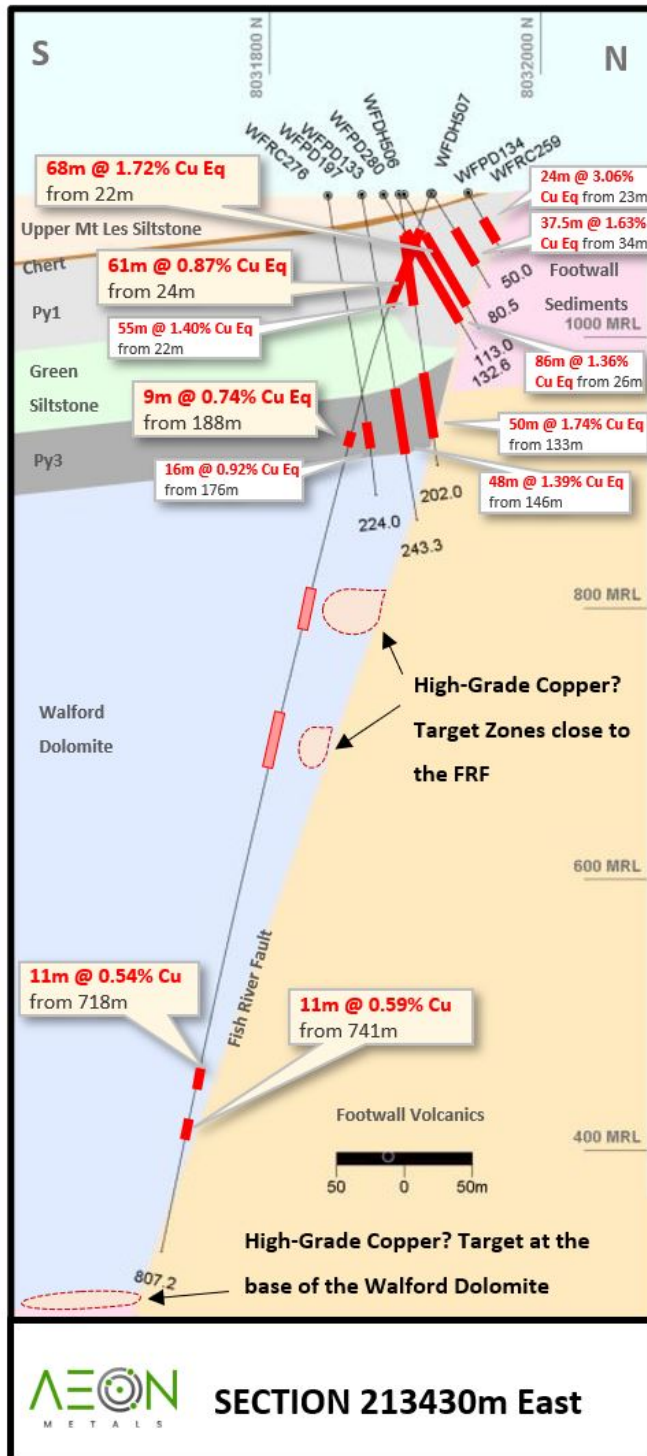 S
N
8031800 N
8032000 N
WFRC276
WFPD197
WFPD133
WFPD280
WFDH506
WFDH507
WFPD134
WFRC259
68m @ 1.72% Cu Eq
from 22m
24m @ 3.06%
Cu Eq from 23m
Upper Mt Les Siltstone
37.5m @ 1.63%
Cu Eq from 34m
Chert
61m @ 0.87% Cu Eq
from 24m
50.0
Footwall
Sediments
Py1
80.5
1000 MRL
55m @ 1.40% Cu Eq
from 22m
113.0
132.6
86m @ 1.36%
Cu Eq from 26m
Green
Siltstone
9m @ 0.74% Cu Eq
from 188m
50m @ 1.74% Cu Eq
from 133m
Py3
16m @ 0.92% Cu Eq
from 176m
48m @ 1.39% Cu Eq
from 146m
202.0
224.0
243.3
800 MRL
High-Grade Copper?
Target Zones close to
the FRF
Walford
Dolomite
600 MRL
Fish River Fault
11m @ 0.54% Cu
from 718m
11m @ 0.59% Cu
from 741m
Footwall Volcanics
400 MRL
50 0 50m
High-Grade Copper? Target at the
base of the Walford Dolomite
807.2
AEON
METALS
SECTION 213430m East